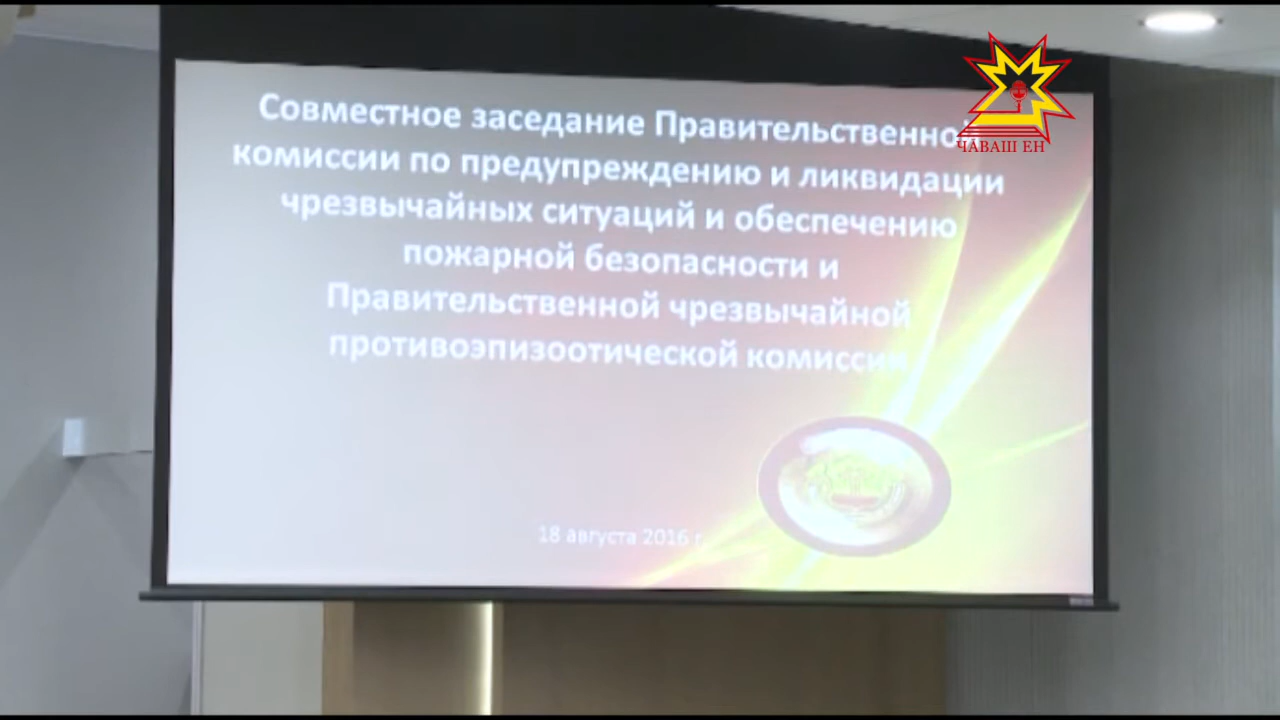 Совместное заседание Правительственной
комиссии по предупреждению и ликвидации
чрезвычайных ситуаций и обеспечению
пожарной безопасности и
Правительственной чрезвычайной
противоэпизоотической комиссии
18 августа 2016 г.
ЧӐВАШ ЕН